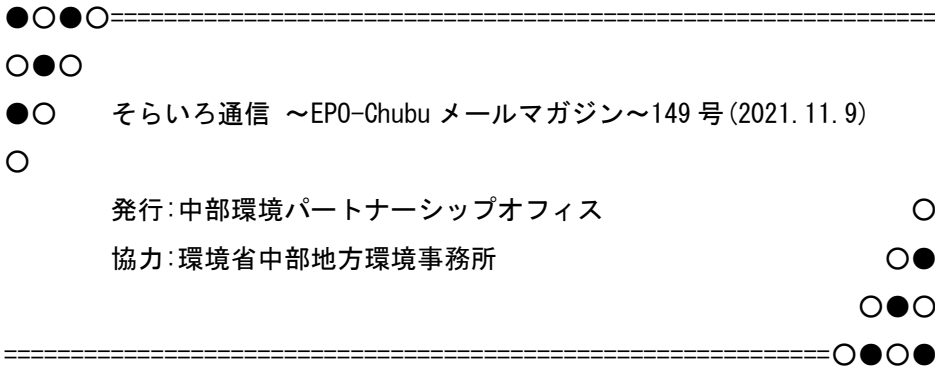 ●○●○==============================================================
○●○
●○ そらいろ通信 ～EPO-Chubu メールマガジン～149 号(2021.11.9)
○
発行:中部環境パートナーシップオフィス ○
協力:環境省中部地方環境事務所 ○●
○●○
==============================================================○●○●